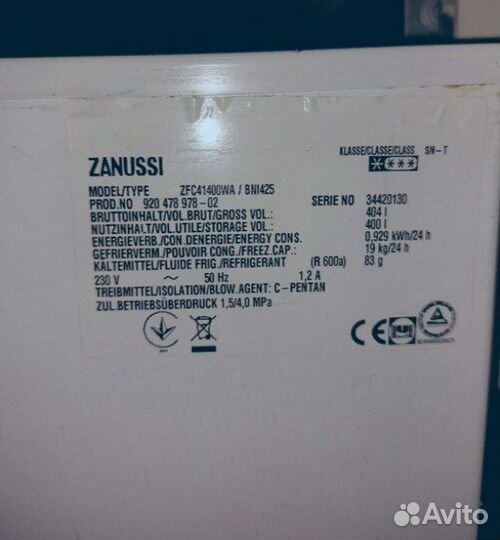 ZANUSSI
KLASSE/CLASSE/CLASS SN-T
MODEL/TYPE ZFC41400WA / BNI425
PROD.NO 920 478 978-02 SERIE NO 34420130
BRUTTOINHALT/VOL.BRUT/GROSS VOL.: 404 l
NUTZINHALT/VOL.UTILE/STORAGE VOL.: 400 l
ENERGIEVERB./CON.DENERGIE/ENERGY CONS. 0,929 kWh/24 h
GEFRIERVERM./POUVOIR CONG./FREEZ.CAP.: 19 kg/24 h
KÄLTEMITTEL/FLUIDE FRIG./REFRIGERANT (R 600a) 83 g
230 V ~ 50 Hz 1,2 A
TREIBMITTEL/ISOLATION/BLOW.AGENT: C-PENTAN
ZUL.BETRIEBSÜBERDRUCK 1,5/4,0 MPa
CE
Avito